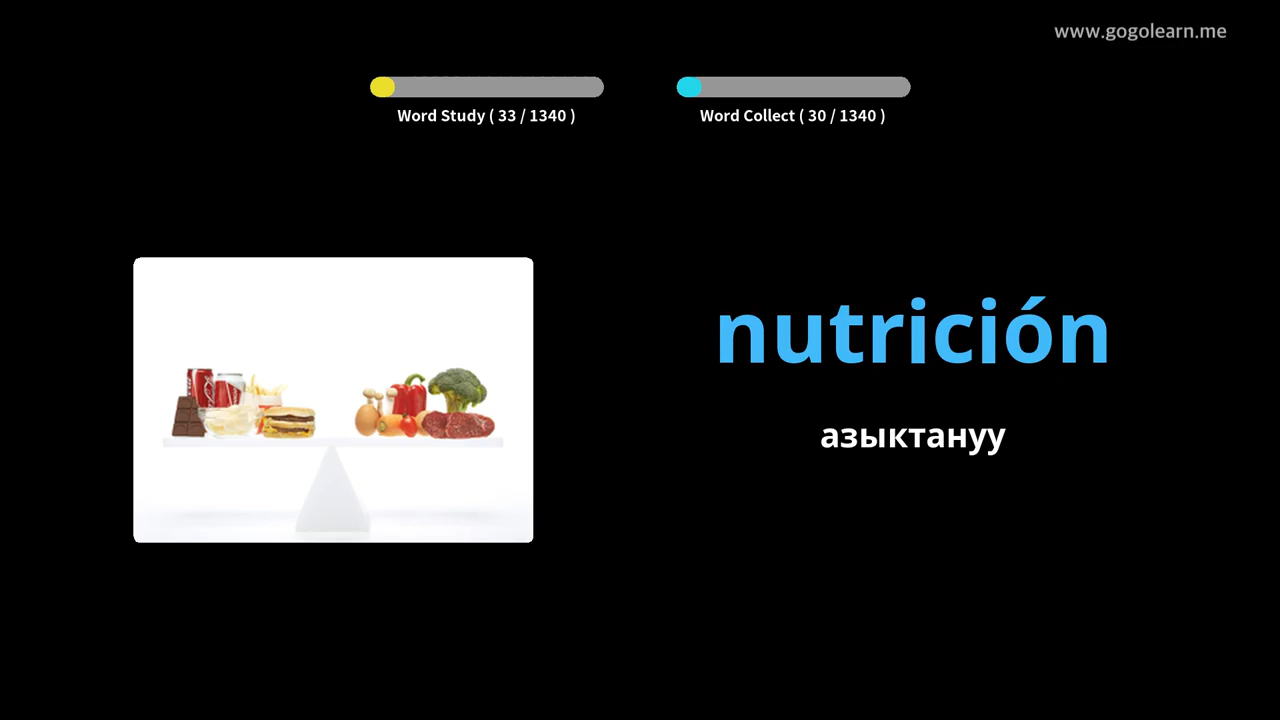 www.gogolearn.me
Word Study ( 33 / 1340 )
Word Collect ( 30 / 1340 )
nutrición
азыктануу